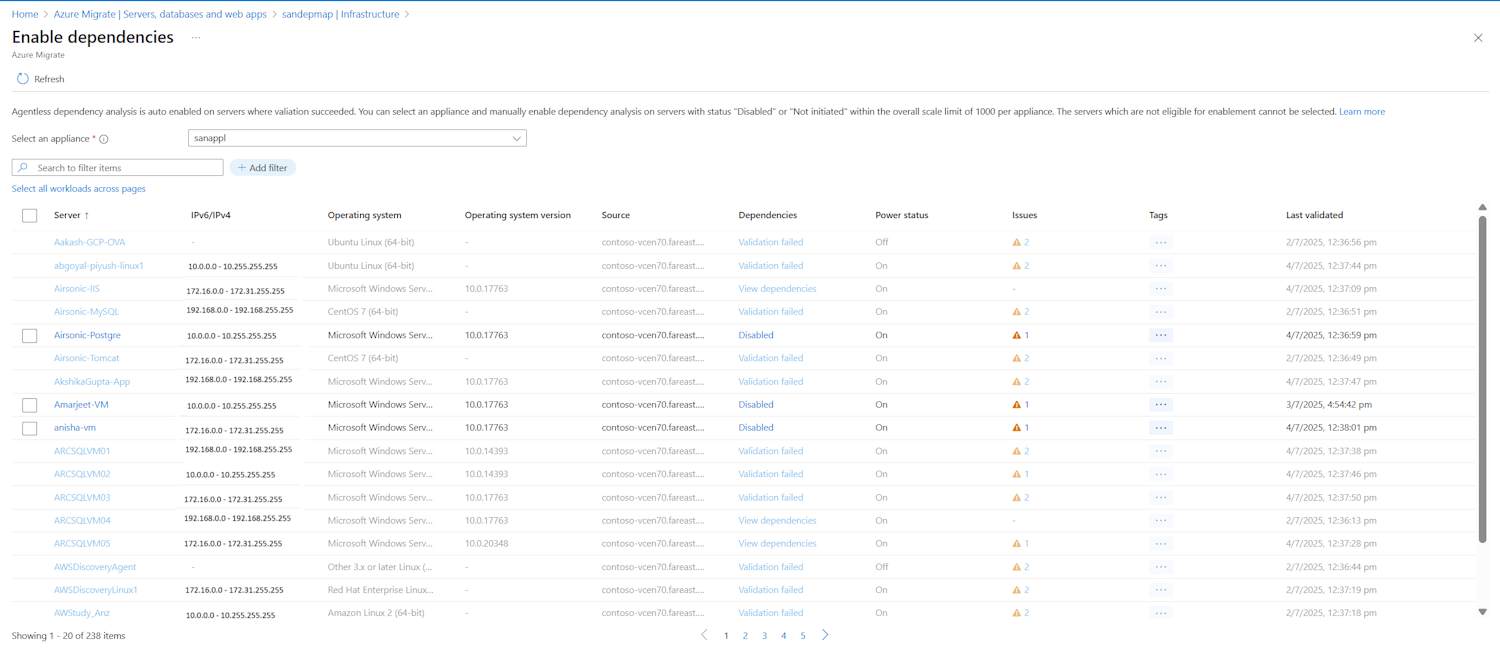 Home > Azure Migrate | Servers, databases and web apps > sandepmap | Infrastructure >
Enable dependencies ...
Azure Migrate
Refresh
Agentless dependency analysis is auto enabled on servers where valiation succeeded. You can select an appliance and manually enable dependency analysis on servers with status "Disabled" or "Not initiated" within the overall scale limit of 1000 per appliance. The servers which are not eligible for enablement cannot be selected. Learn more
Select an appliance * sanappl
Search to filter items + Add filter
Select all workloads across pages
Server ↑ IPv6/IPv4 Operating system Operating system version Source Dependencies Power status Issues Tags Last validated
Aakash-GCP-OVA - Ubuntu Linux (64-bit) - contoso-vcen70.fareast.... Validation failed Off 2 ... 2/7/2025, 12:36:56 pm
abgoyal-piyush-linux1 10.0.0.0 - 10.255.255.255 Ubuntu Linux (64-bit) - contoso-vcen70.fareast.... Validation failed On 2 ... 4/7/2025, 12:37:44 pm
Airsonic-IIS 172.16.0.0 - 172.31.255.255 Microsoft Windows Serv... 10.0.17763 contoso-vcen70.fareast.... View dependencies On - ... 4/7/2025, 12:37:09 pm
Airsonic-MySQL 192.168.0.0 - 192.168.255.255 CentOS 7 (64-bit) - contoso-vcen70.fareast.... Validation failed On 2 ... 2/7/2025, 12:36:51 pm
Airsonic-Postgre 10.0.0.0 - 10.255.255.255 Microsoft Windows Serv... 10.0.17763 contoso-vcen70.fareast.... Disabled On 1 ... 4/7/2025, 12:36:59 pm
Airsonic-Tomcat 172.16.0.0 - 172.31.255.255 CentOS 7 (64-bit) - contoso-vcen70.fareast.... Validation failed On 2 ... 2/7/2025, 12:36:49 pm
AkshikaGupta-App 192.168.0.0 - 192.168.255.255 Microsoft Windows Serv... 10.0.17763 contoso-vcen70.fareast.... Validation failed On 2 ... 4/7/2025, 12:37:47 pm
Amarjeet-VM 10.0.0.0 - 10.255.255.255 Microsoft Windows Serv... 10.0.17763 contoso-vcen70.fareast.... Disabled On 1 ... 3/7/2025, 4:54:42 pm
anisha-vm 172.16.0.0 - 172.31.255.255 Microsoft Windows Serv... 10.0.17763 contoso-vcen70.fareast.... Disabled On 1 ... 4/7/2025, 12:38:01 pm
ARCSQLVM01 192.168.0.0 - 192.168.255.255 Microsoft Windows Serv... 10.0.14393 contoso-vcen70.fareast.... Validation failed On 2 ... 4/7/2025, 12:37:38 pm
ARCSQLVM02 10.0.0.0 - 10.255.255.255 Microsoft Windows Serv... 10.0.14393 contoso-vcen70.fareast.... Validation failed On 1 ... 4/7/2025, 12:37:46 pm
ARCSQLVM03 172.16.0.0 - 172.31.255.255 Microsoft Windows Serv... 10.0.17763 contoso-vcen70.fareast.... Validation failed On 2 ... 4/7/2025, 12:37:50 pm
ARCSQLVM04 192.168.0.0 - 192.168.255.255 Microsoft Windows Serv... 10.0.17763 contoso-vcen70.fareast.... View dependencies On - ... 2/7/2025, 12:36:13 pm
ARCSQLVM05 172.16.0.0 - 172.31.255.255 Microsoft Windows Serv... 10.0.20348 contoso-vcen70.fareast.... View dependencies On 1 ... 4/7/2025, 12:37:28 pm
AWSDiscoveryAgent - Other 3.x or later Linux (... - contoso-vcen70.fareast.... Validation failed Off 2 ... 2/7/2025, 12:36:44 pm
AWSDiscoveryLinux1 172.16.0.0 - 172.31.255.255 Red Hat Enterprise Linux... - contoso-vcen70.fareast.... Validation failed On 2 ... 2/7/2025, 12:37:19 pm
AWStudy_Anz 10.0.0.0 - 10.255.255.255 Amazon Linux 2 (64-bit) - contoso-vcen70.fareast.... Validation failed On 2 ... 2/7/2025, 12:37:18 pm
Showing 1 - 20 of 238 items < 1 2 3 4 5 >